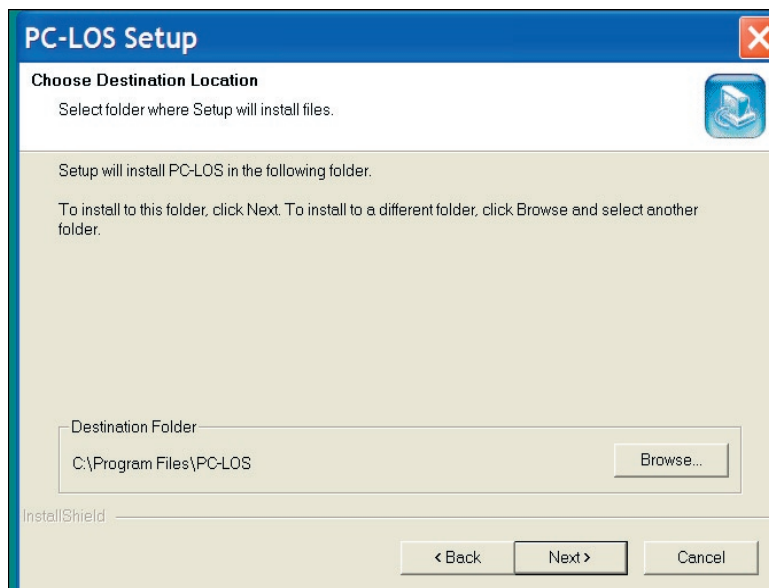 PC-LOS Setup
Choose Destination Location
Select folder where Setup will install files.
Setup will install PC-LOS in the following folder.
To install to this folder, click Next. To install to a different folder, click Browse and select another
folder.
Destination Folder
C:\Program Files\PC-LOS
Browse...
InstallShield
< Back
Next >
Cancel